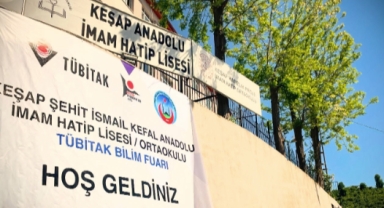 KEŞAP ANADOLU
İMAM HATİP LİSESİ
TÜBİTAK
KEŞAP ŞEHİT İSMAİL KEFAL ANADOLU
İMAM HATİP LİSESİ / ORTAOKULU
TÜBİTAK BİLİM FUARI
HOŞ GELDİNİZ